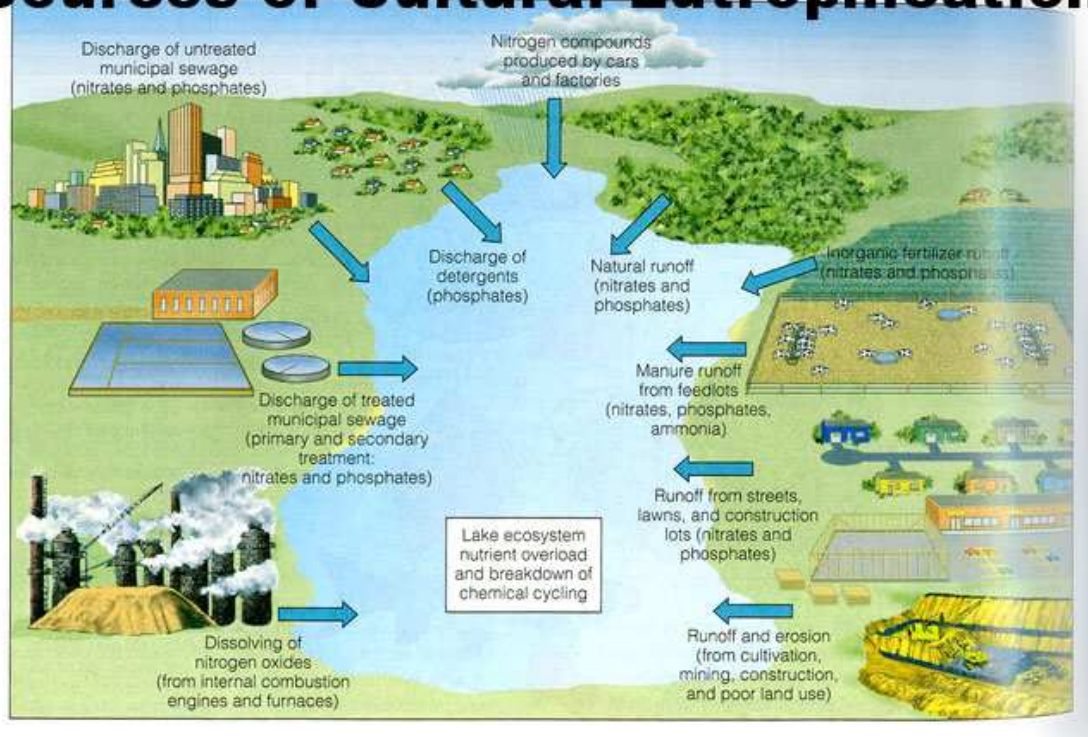 Sources of Cultural Eutrophication
Discharge of untreated
municipal sewage
(nitrates and phosphates)
Nitrogen compounds
produced by cars
and factories
Discharge of
detergents
(phosphates)
Natural runoff
(nitrates and
phosphates)
Inorganic fertilizer runoff
(nitrates and phosphates)
Discharge of treated
municipal sewage
(primary and secondary
treatment:
nitrates and phosphates)
Manure runoff
from feedlots
(nitrates, phosphates,
ammonia)
Runoff from streets,
lawns, and construction
lots (nitrates and
phosphates)
Lake ecosystem
nutrient overload
and breakdown of
chemical cycling
Dissolving of
nitrogen oxides
(from internal combustion
engines and furnaces)
Runoff and erosion
(from cultivation,
mining, construction,
and poor land use)